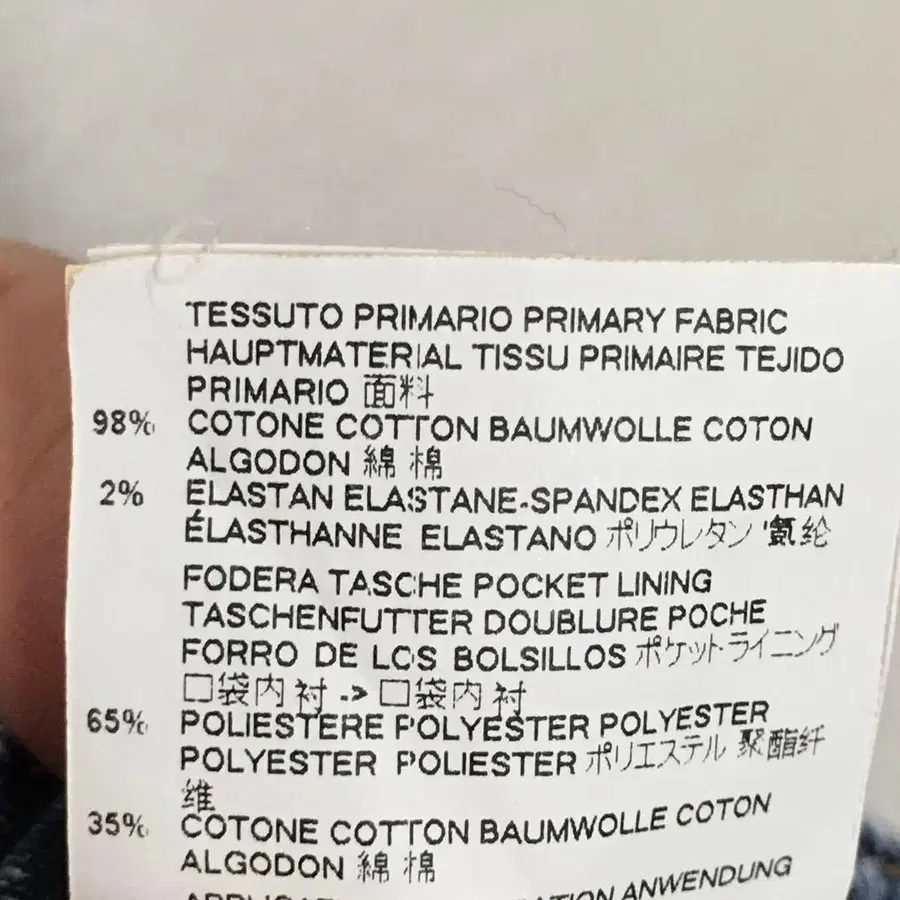 TESSUTO PRIMARIO PRIMARY FABRIC
HAUPTMATERIAL TISSU PRIMAIRE TEJIDO
PRIMARIO 面料
98% COTONE COTTON BAUMWOLLE COTON
ALGODON 綿 棉
2% ELASTAN ELASTANE-SPANDEX ELASTHAN
ÉLASTHANNE ELASTANO ポリウレタン 氨纶
FODERA TASCHE POCKET LINING
TASCHENFUTTER DOUBLURE POCHE
FORRO DE LOS BOLSILLOS ポケットライニング
口袋内衬 -> 口袋内衬
65% POLIESTERE POLYESTER POLYESTER
POLYESTER POLIESTER ポリエステル 聚酯纤
维
35% COTONE COTTON BAUMWOLLE COTON
ALGODON 綿 棉
ANWENDUNG